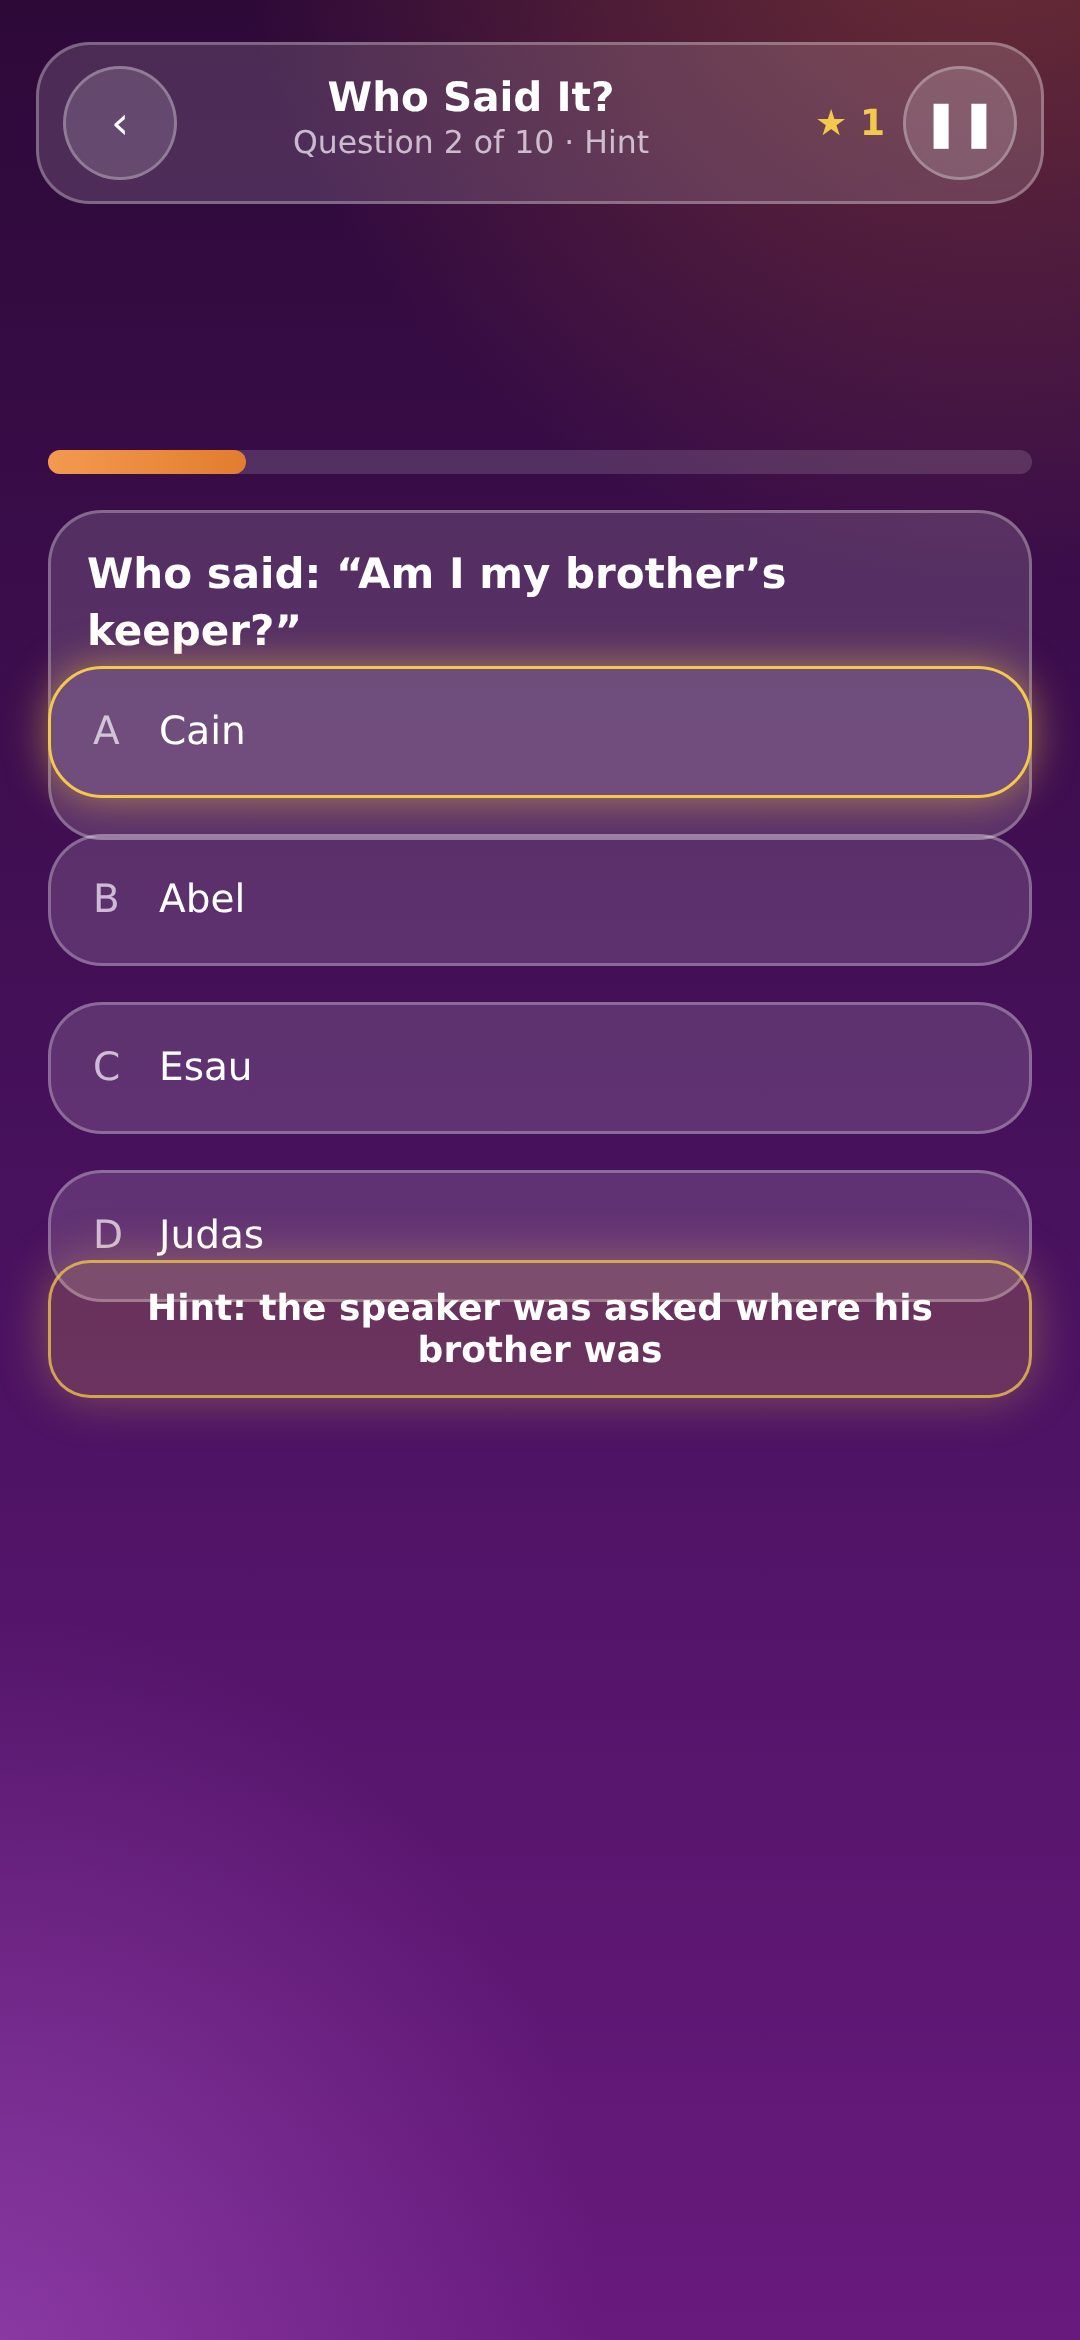 ‹
Who Said It?
Question 2 of 10 · Hint
★ 1
Who said: “Am I my brother’s
keeper?”
A Cain
B Abel
C Esau
D Judas
Hint: the speaker was asked where his
brother was